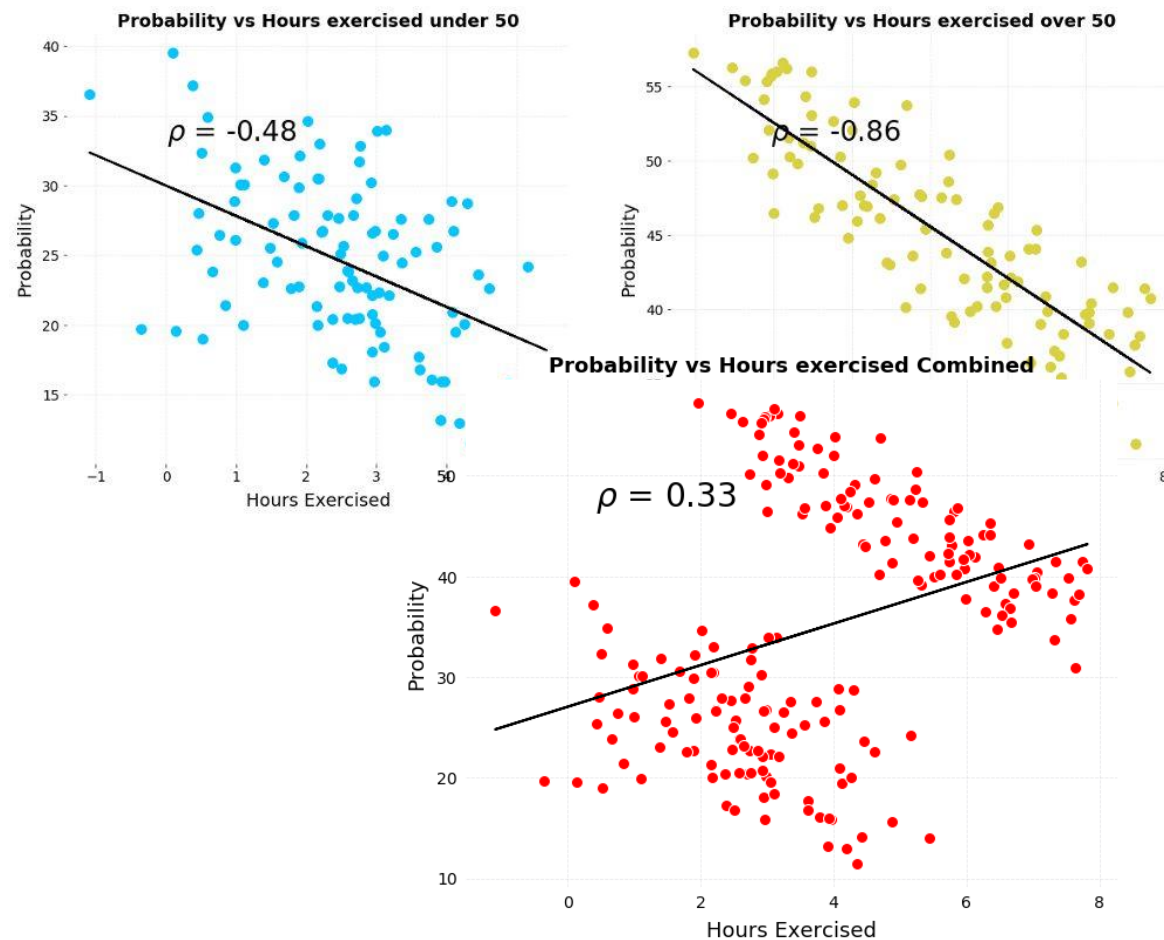 Probability vs Hours exercised under 50
40
35
30
25
20
15
ρ = -0.48
Probability
−1
0
1
2
3
Hours Exercised
Probability vs Hours exercised over 50
55
50
45
40
ρ = -0.86
Probability
8
Probability vs Hours exercised Combined
50
40
30
20
10
ρ = 0.33
Probability
0
2
4
6
8
Hours Exercised